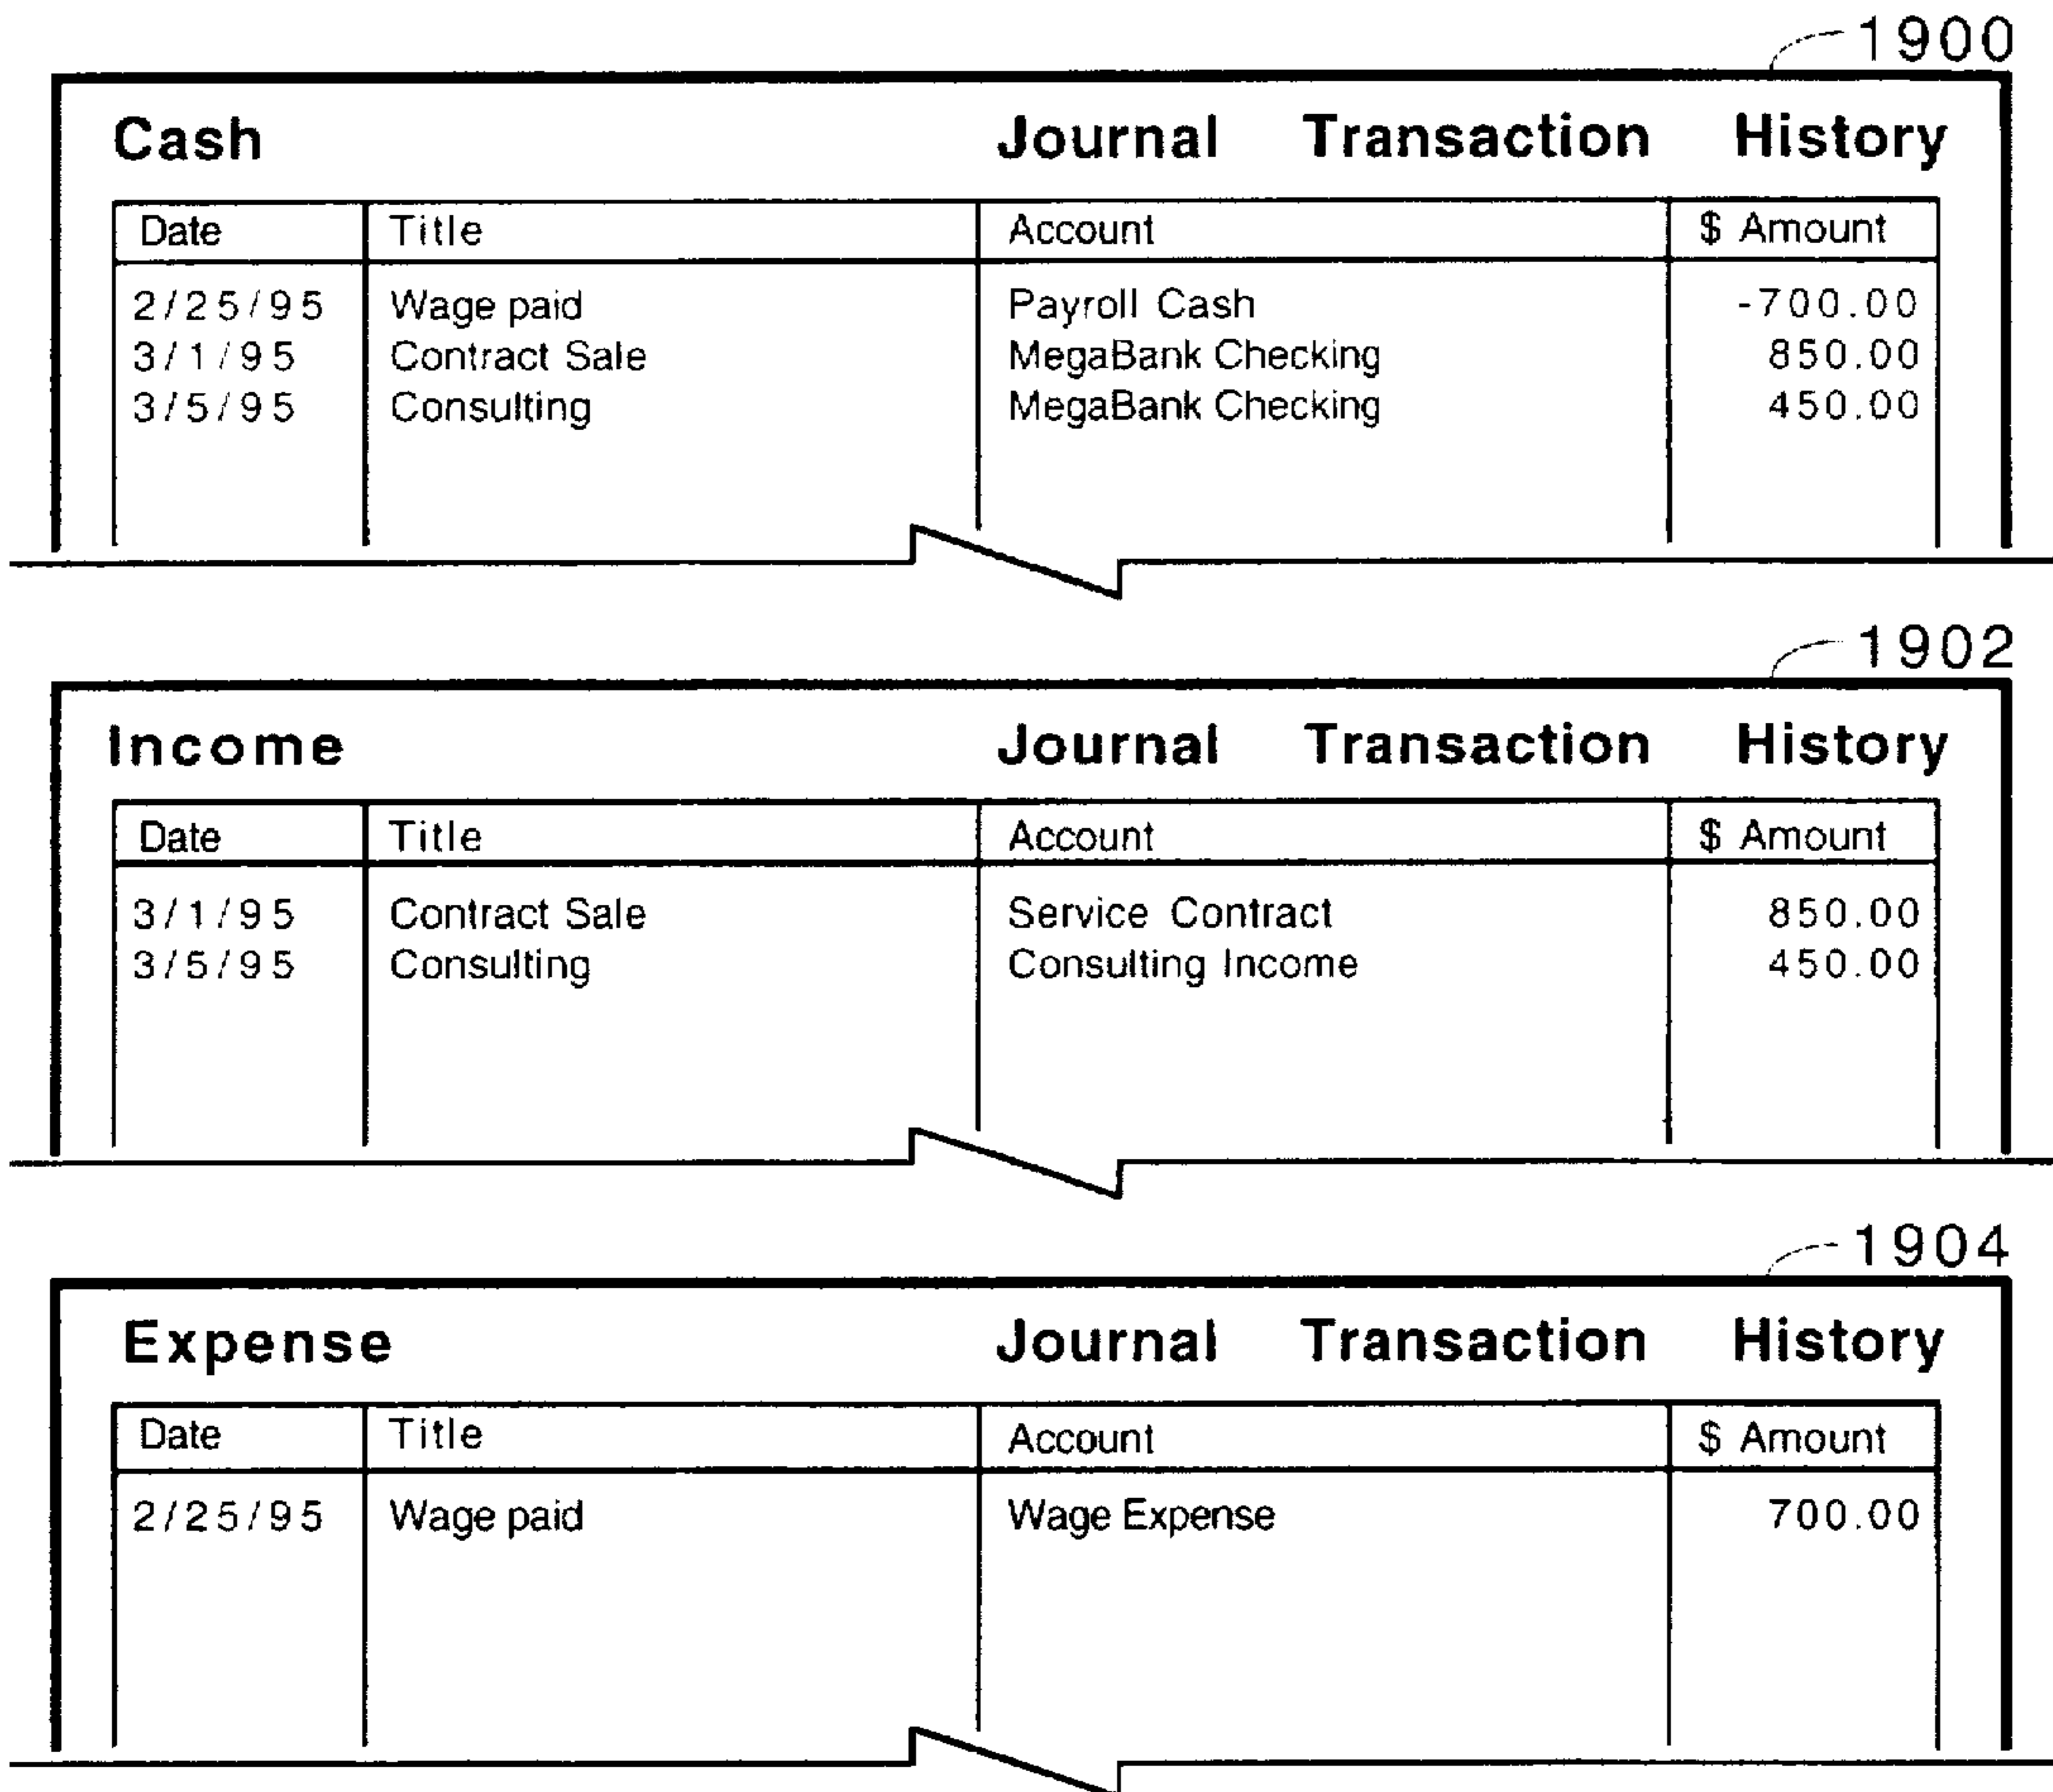 1900
Cash Journal Transaction History
Date Title Account $ Amount
2/25/95 Wage paid Payroll Cash -700.00
3/1/95 Contract Sale MegaBank Checking 850.00
3/5/95 Consulting MegaBank Checking 450.00
1902
Income Journal Transaction History
Date Title Account $ Amount
3/1/95 Contract Sale Service Contract 850.00
3/5/95 Consulting Consulting Income 450.00
1904
Expense Journal Transaction History
Date Title Account $ Amount
2/25/95 Wage paid Wage Expense 700.00